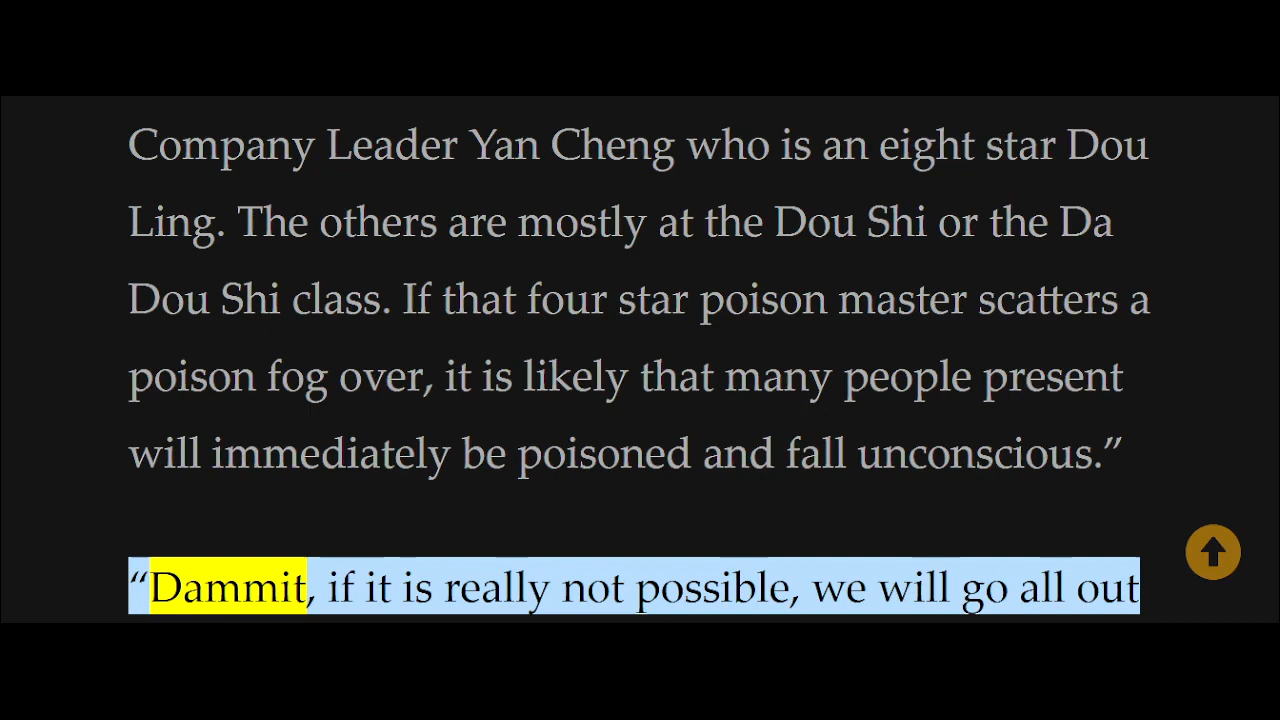 Company Leader Yan Cheng who is an eight star Dou
Ling. The others are mostly at the Dou Shi or the Da
Dou Shi class. If that four star poison master scatters a
poison fog over, it is likely that many people present
will immediately be poisoned and fall unconscious.”
“Dammit, if it is really not possible, we will go all out